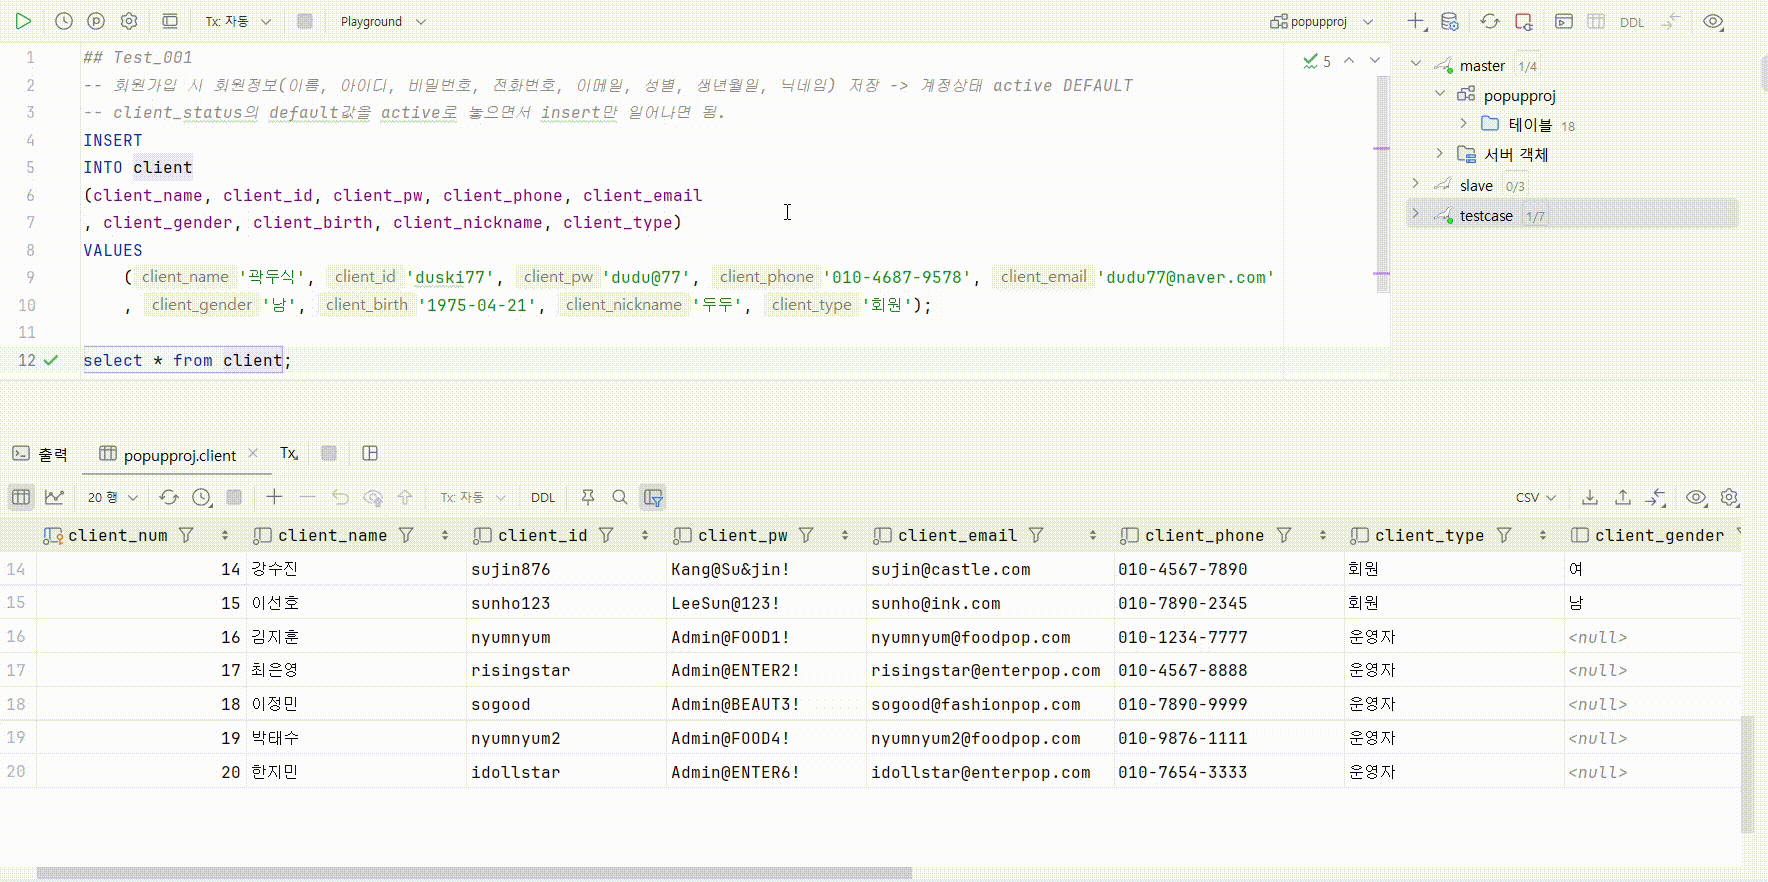 Tx: 자동
Playground
popupproj
DDL
1 ## Test_001
2 -- 회원가입 시 회원정보(이름, 아이디, 비밀번호, 전화번호, 이메일, 성별, 생년월일, 닉네임) 저장 -> 계정상태 active DEFAULT
3 -- client_status의 default값을 active로 놓으면서 insert만 일어나면 됨.
4 INSERT
5 INTO client
6 (client_name, client_id, client_pw, client_phone, client_email
7 , client_gender, client_birth, client_nickname, client_type)
8 VALUES
9 ( client_name '곽두식', client_id 'duski77', client_pw 'dudu@77', client_phone '010-4687-9578', client_email 'dudu77@naver.com'
10 , client_gender '남', client_birth '1975-04-21', client_nickname '두두', client_type '회원');
11
12 select * from client;
5
master 1/4
popupproj
테이블 18
서버 객체
slave 0/3
testcase 1/7
출력
popupproj.client
Tx
20 행
Tx: 자동
DDL
CSV
client_num client_name client_id client_pw client_email client_phone client_type client_gender
14 14 강수진 sujin876 Kang@Su&jin! sujin@castle.com 010-4567-7890 회원 여
15 15 이선호 sunho123 LeeSun@123! sunho@ink.com 010-7890-2345 회원 남
16 16 김지훈 nyumnyum Admin@FOOD1! nyumnyum@foodpop.com 010-1234-7777 운영자 <null>
17 17 최은영 risingstar Admin@ENTER2! risingstar@enterpop.com 010-4567-8888 운영자 <null>
18 18 이정민 sogood Admin@BEAUT3! sogood@fashionpop.com 010-7890-9999 운영자 <null>
19 19 박태수 nyumnyum2 Admin@FOOD4! nyumnyum2@foodpop.com 010-9876-1111 운영자 <null>
20 20 한지민 idollstar Admin@ENTER6! idollstar@enterpop.com 010-7654-3333 운영자 <null>